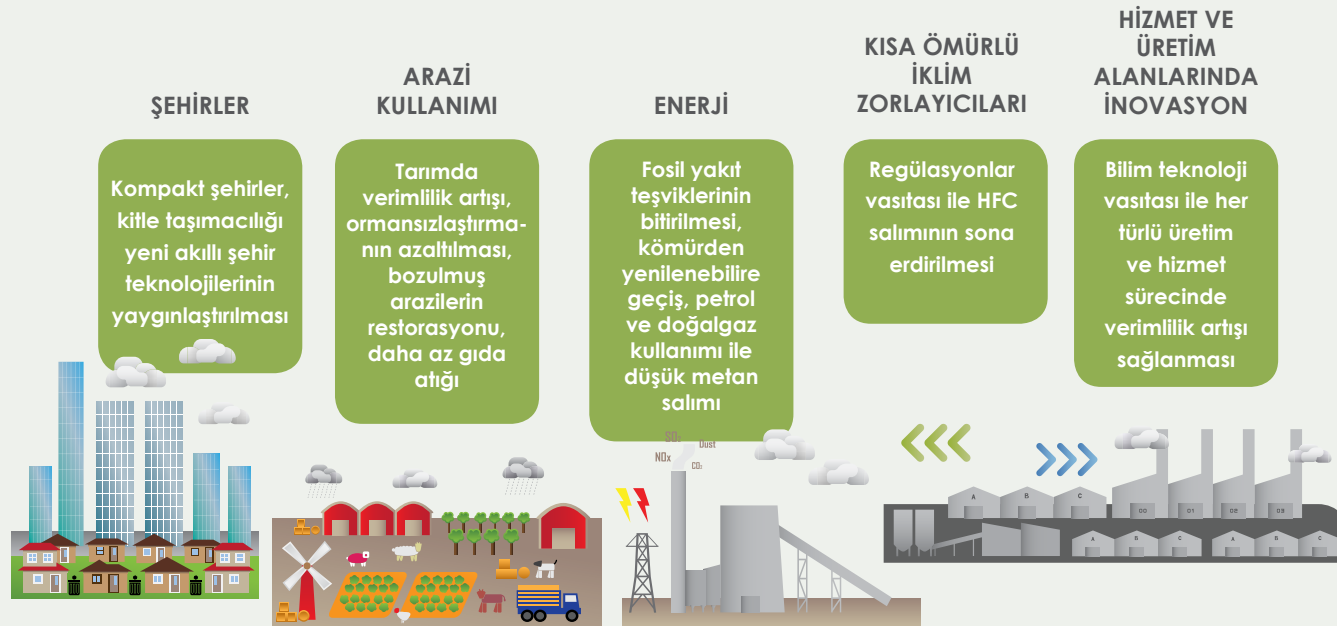 ŞEHİRLER
Kompakt şehirler,
kitle taşımacılığı
yeni akıllı şehir
teknolojilerinin
yaygınlaştırılması
ARAZİ
KULLANIMI
Tarımda
verimlilik artışı,
ormansızlaştırma-
nın azaltılması,
bozulmuş
arazilerin
restorasyonu,
daha az gıda
atığı
ENERJİ
Fosil yakıt
teşviklerinin
bitirilmesi,
kömürden
yenilenebilire
geçiş, petrol
ve doğalgaz
kullanımı ile
düşük metan
salımı
KISA ÖMÜRLÜ
İKLİM
ZORLAYICILARI
Regülasyonlar
vasıtası ile HFC
salımının sona
erdirilmesi
HİZMET VE
ÜRETİM
ALANLARINDA
İNOVASYON
Bilim teknoloji
vasıtası ile her
türlü üretim
ve hizmet
sürecinde
verimlilik artışı
sağlanması
SO₂
Dust
NOx
CO₂
A B C 00 01 02 03
A B C A B C